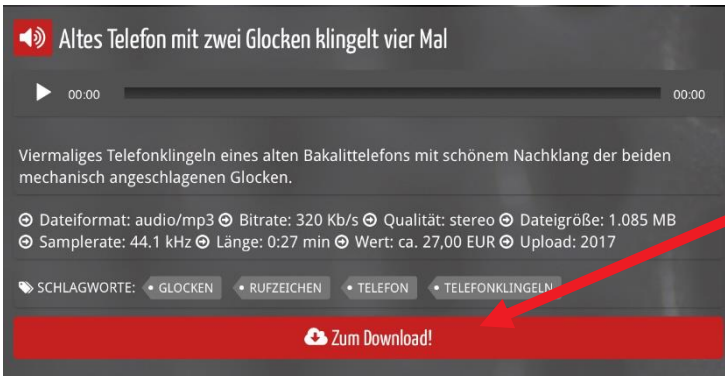 Altes Telefon mit zwei Glocken klingelt vier Mal
00:00 00:00
Viermaliges Telefonklingeln eines alten Bakalittelefons mit schönem Nachklang der beiden
mechanisch angeschlagenen Glocken.
Dateiformat: audio/mp3 Bitrate: 320 Kb/s Qualität: stereo Dateigröße: 1.085 MB
Samplerate: 44.1 kHz Länge: 0:27 min Wert: ca. 27,00 EUR Upload: 2017
SCHLAGWORTE: • GLOCKEN • RUFZEICHEN • TELEFON • TELEFONKLINGELN
Zum Download!